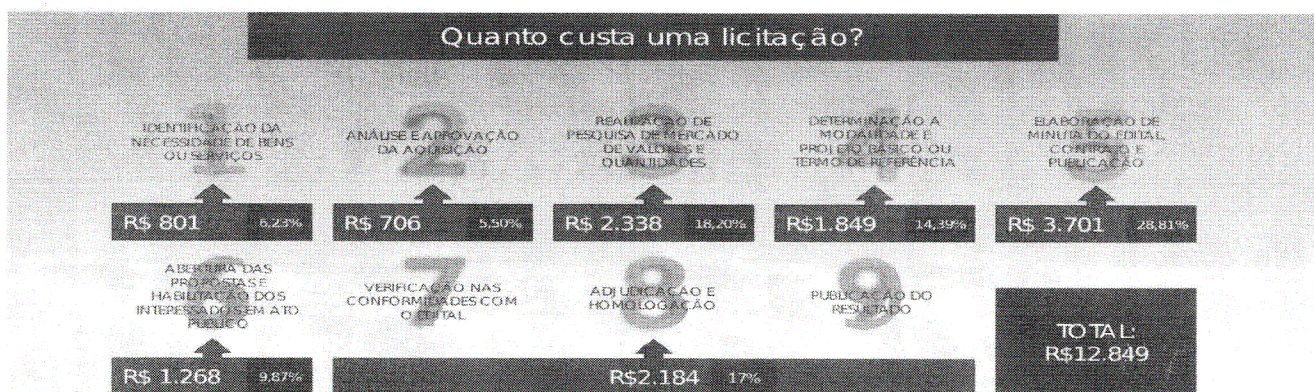 Quanto custa uma licitação?
1
IDENTIFICAÇÃO DA
NECESSIDADE DE BENS
OU SERVIÇOS
R$ 801 6,23%
2
ANÁLISE E APROVAÇÃO
DA AQUISIÇÃO
R$ 706 5,50%
3
REALIZAÇÃO DE
PESQUISA DE MERCADO
DE VALORES E
QUANTIDADES
R$ 2.338 18,20%
4
DETERMINAÇÃO A
MODALIDADE E
PROJETO BÁSICO OU
TERMO DE REFERÊNCIA
R$1.849 14,39%
5
ELABORAÇÃO DE
MINUTA DO EDITAL,
CONTRATO E
PUBLICAÇÃO
R$ 3.701 28,81%
6
ABERTURA DAS
PROPOSTAS E
HABILITAÇÃO DOS
INTERESSADOS EM ATO
PÚBLICO
R$ 1.268 9,87%
7
VERIFICAÇÃO NAS
CONFORMIDADES COM
O EDITAL
8
ADJUDICAÇÃO E
HOMOLOGAÇÃO
9
PUBLICAÇÃO DO
RESULTADO
R$2.184 17%
TOTAL:
R$12.849